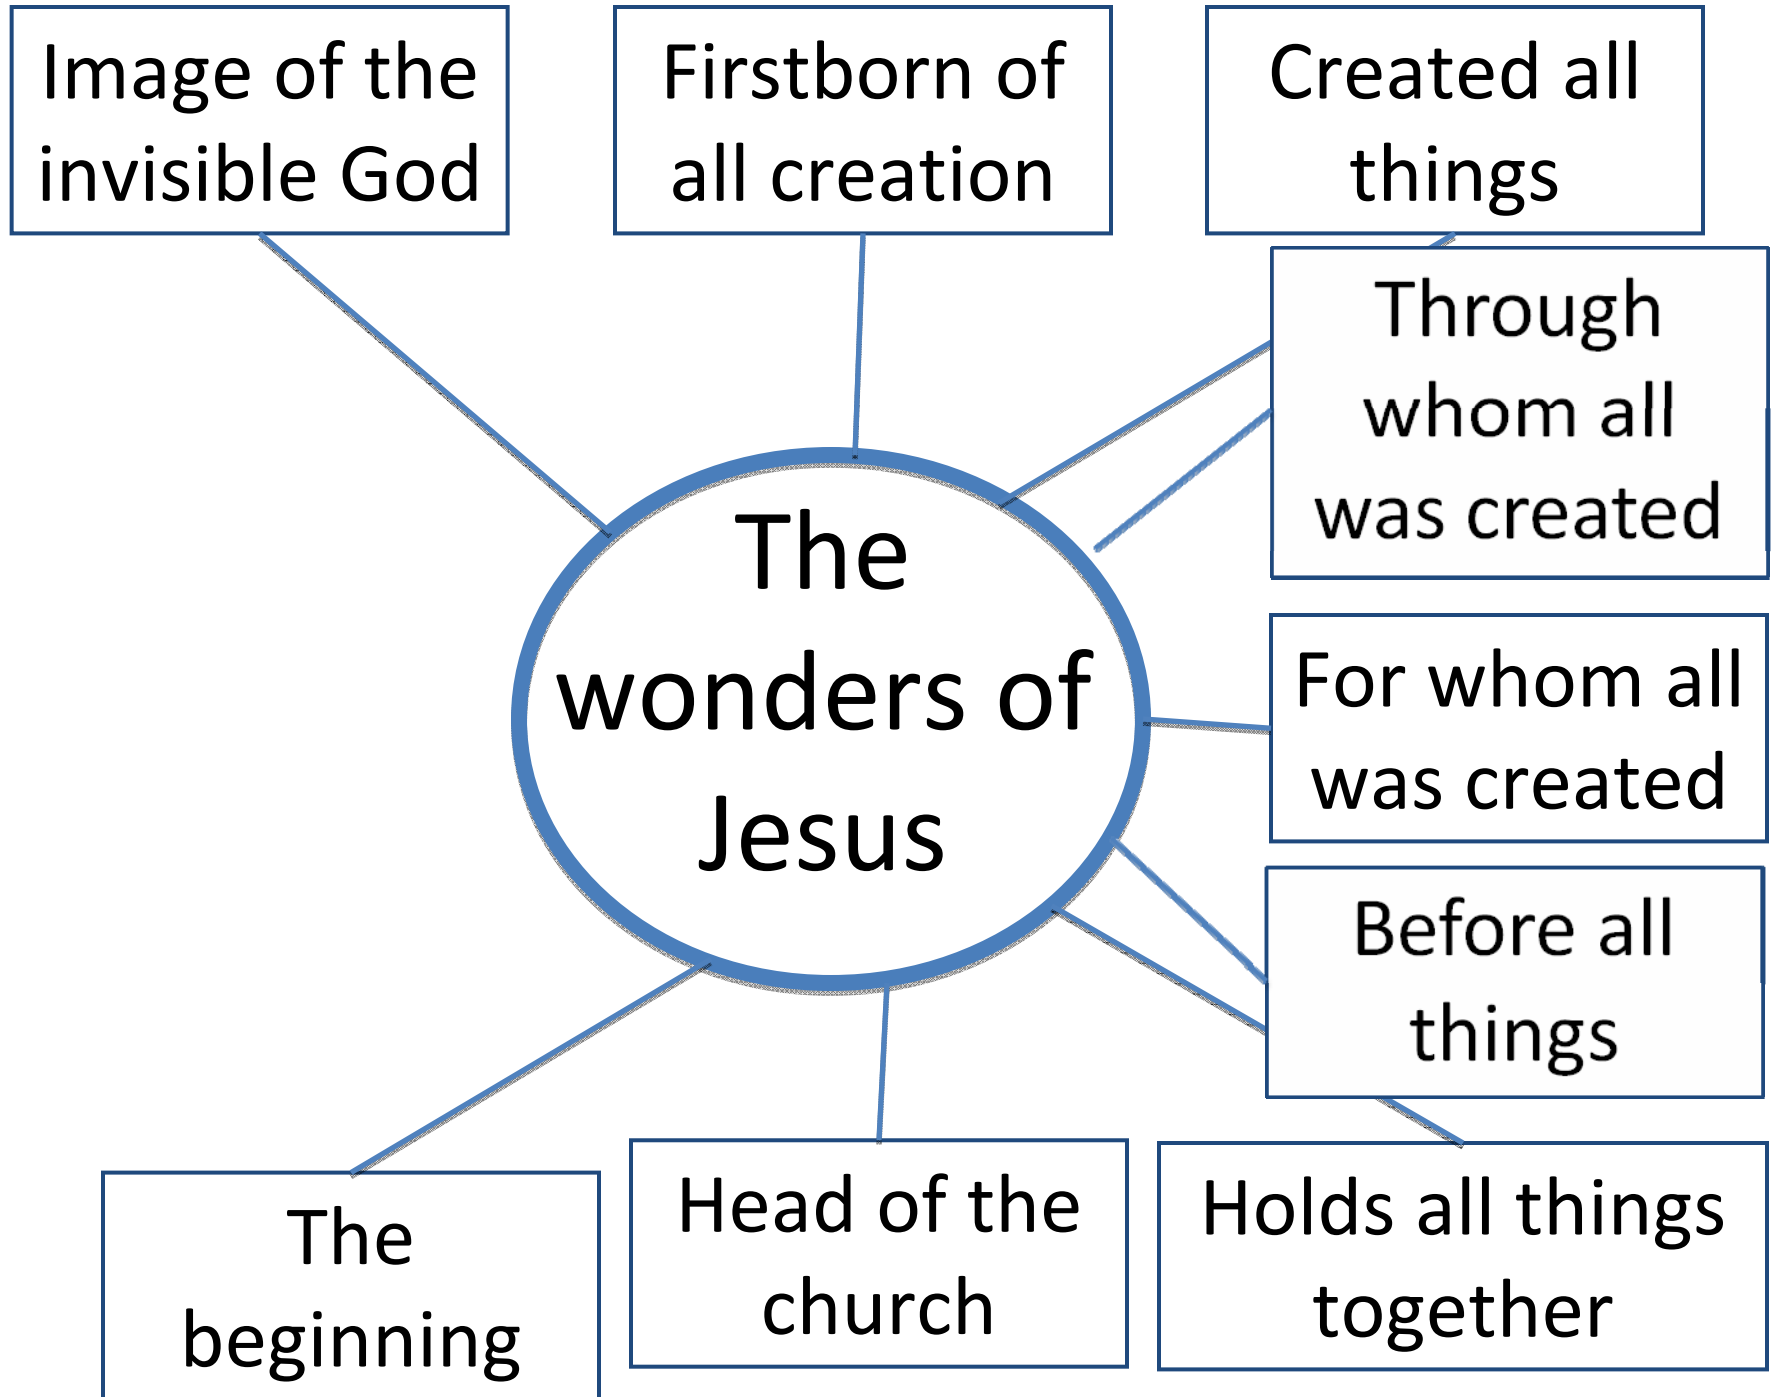 Image of the
invisible God
Firstborn of
all creation
Created all
things
Through
whom all
was created
The
wonders of
Jesus
For whom all
was created
Before all
things
The
beginning
Head of the
church
Holds all things
together